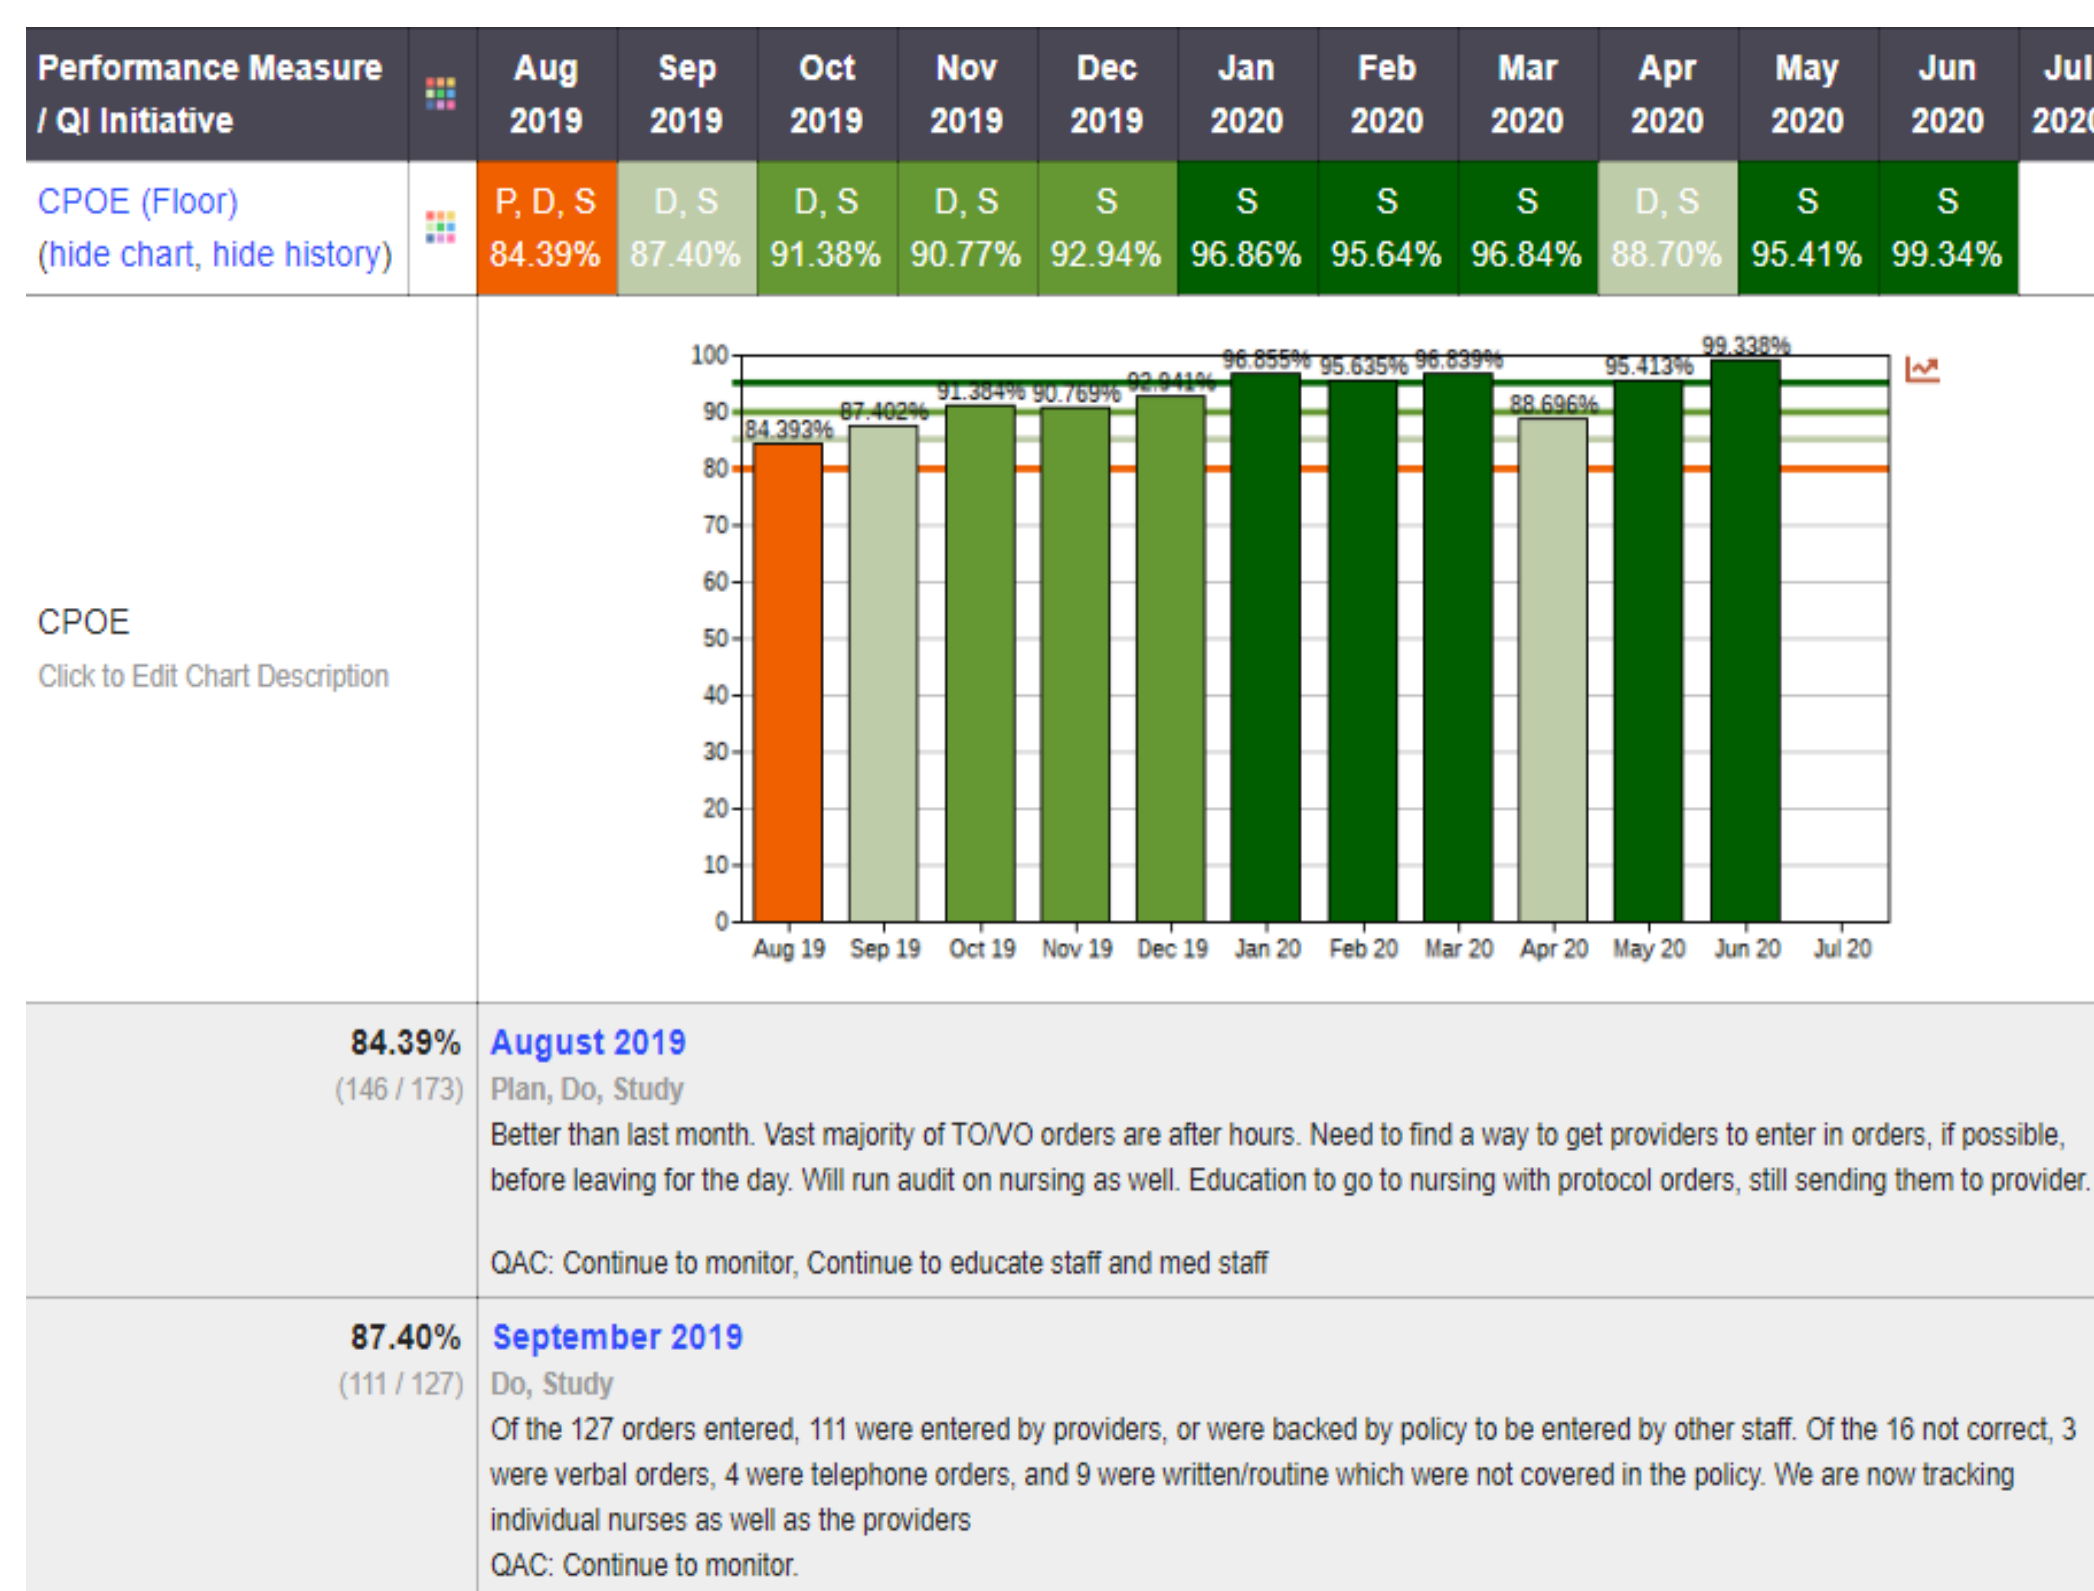 Performance Measure / QI Initiative Aug 2019 Sep 2019 Oct 2019 Nov 2019 Dec 2019 Jan 2020 Feb 2020 Mar 2020 Apr 2020 May 2020 Jun 2020 Jul
CPOE (Floor) P, D, S D, S D, S D, S S S S S D, S S S
(hide chart, hide history) 84.39% 87.40% 91.38% 90.77% 92.94% 96.86% 95.64% 96.84% 88.70% 95.41% 99.34%
CPOE
Click to Edit Chart Description
84.393% 87.402% 91.384% 90.769% 92.941% 96.855% 95.635% 96.839% 88.696% 95.413% 99.338%
100
90
80
70
60
50
40
30
20
10
0
Aug 19 Sep 19 Oct 19 Nov 19 Dec 19 Jan 20 Feb 20 Mar 20 Apr 20 May 20 Jun 20 Jul 20
84.39% August 2019
(146 / 173) Plan, Do, Study
Better than last month. Vast majority of TO/VO orders are after hours. Need to find a way to get providers to enter in orders, if possible,
before leaving for the day. Will run audit on nursing as well. Education to go to nursing with protocol orders, still sending them to provider.
QAC: Continue to monitor, Continue to educate staff and med staff
87.40% September 2019
(111 / 127) Do, Study
Of the 127 orders entered, 111 were entered by providers, or were backed by policy to be entered by other staff. Of the 16 not correct, 3
were verbal orders, 4 were telephone orders, and 9 were written/routine which were not covered in the policy. We are now tracking
individual nurses as well as the providers
QAC: Continue to monitor.